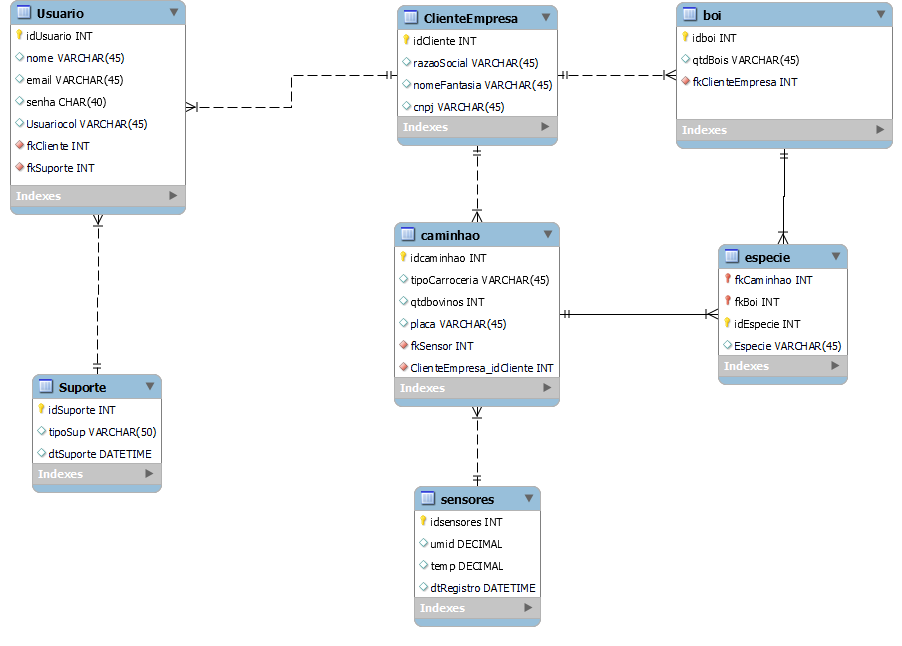 Usuario
idUsuario INT
nome VARCHAR(45)
email VARCHAR(45)
senha CHAR(40)
Usuariocol VARCHAR(45)
fkCliente INT
fkSuporte INT
Indexes
ClienteEmpresa
idCliente INT
razaoSocial VARCHAR(45)
nomeFantasia VARCHAR(45)
cnpj VARCHAR(45)
Indexes
boi
idboi INT
qtdBois VARCHAR(45)
fkClienteEmpresa INT
Indexes
caminhao
idcaminhao INT
tipoCarroceria VARCHAR(45)
qtdbovinos INT
placa VARCHAR(45)
fkSensor INT
ClienteEmpresa_idCliente INT
Indexes
especie
fkCaminhao INT
fkBoi INT
idEspecie INT
Especie VARCHAR(45)
Indexes
Suporte
idSuporte INT
tipoSup VARCHAR(50)
dtSuporte DATETIME
Indexes
sensores
idsensores INT
umid DECIMAL
temp DECIMAL
dtRegistro DATETIME
Indexes